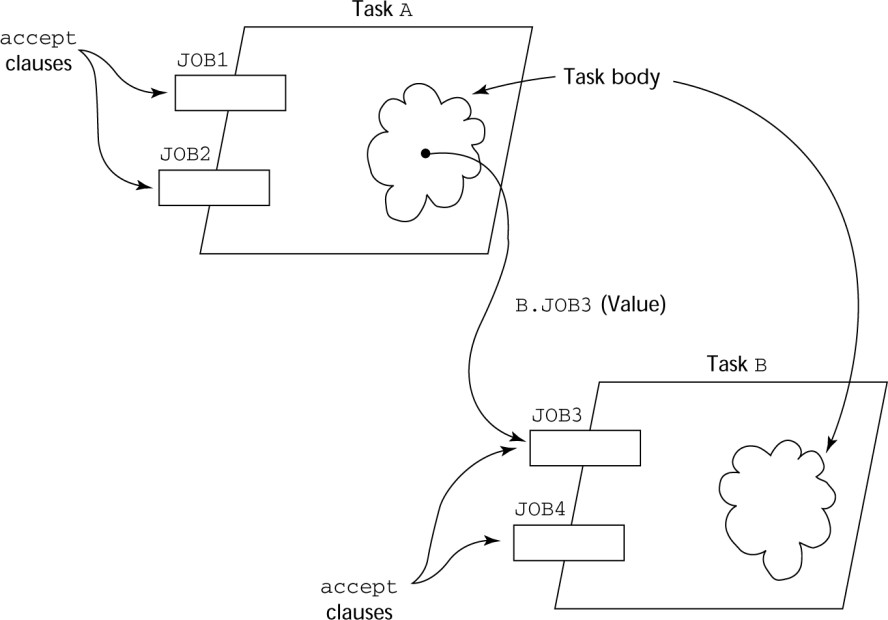 Task A
accept
clauses
JOB1
Task body
JOB2
B.JOB3 (Value)
Task B
JOB3
JOB4
accept
clauses